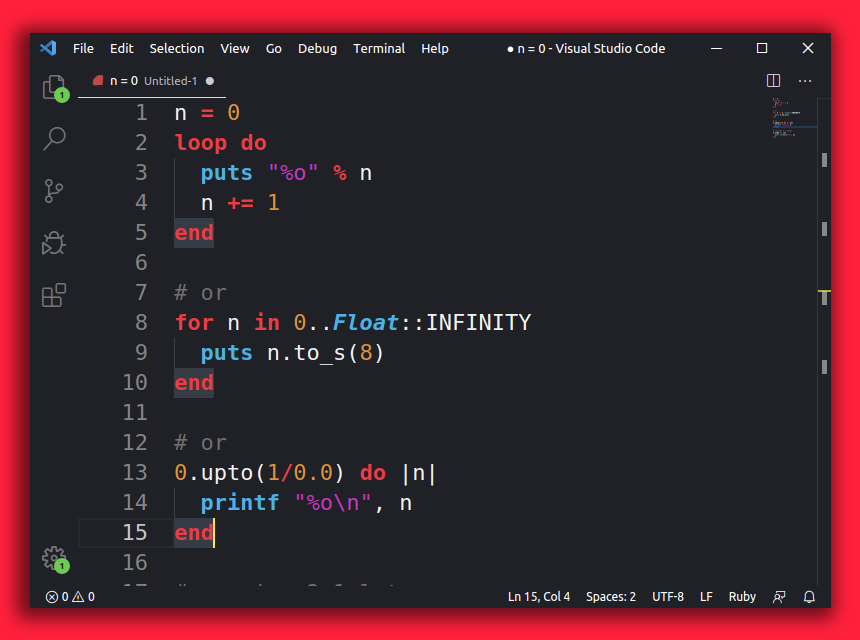 File Edit Selection View Go Debug Terminal Help ● n = 0 - Visual Studio Code
n = 0 Untitled-1 ●
1
1 n = 0
2 loop do
3 puts "%o" % n
4 n += 1
5 end
6
7 # or
8 for n in 0..Float::INFINITY
9 puts n.to_s(8)
10 end
11
12 # or
13 0.upto(1/0.0) do |n|
14 printf "%o\n", n
15 end
16
1
0 0 Ln 15, Col 4 Spaces: 2 UTF-8 LF Ruby